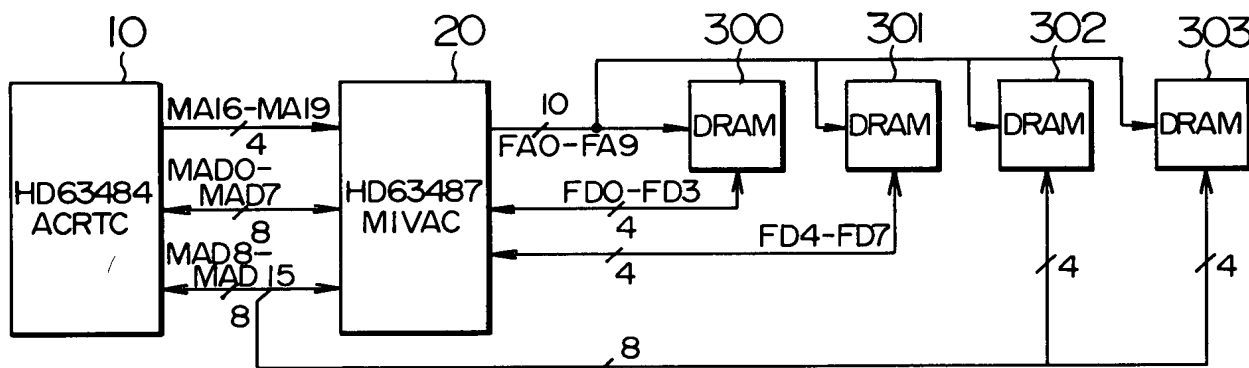 10
20
300
301
302
303
MA16-MA19
4
10
FA0-FA9
DRAM
DRAM
DRAM
DRAM
MAD0-
MAD7
8
HD63484
ACRTC
HD63487
MIVAC
FD0-FD3
4
FD4-FD7
4
MAD8-
MAD15
8
4
4
8